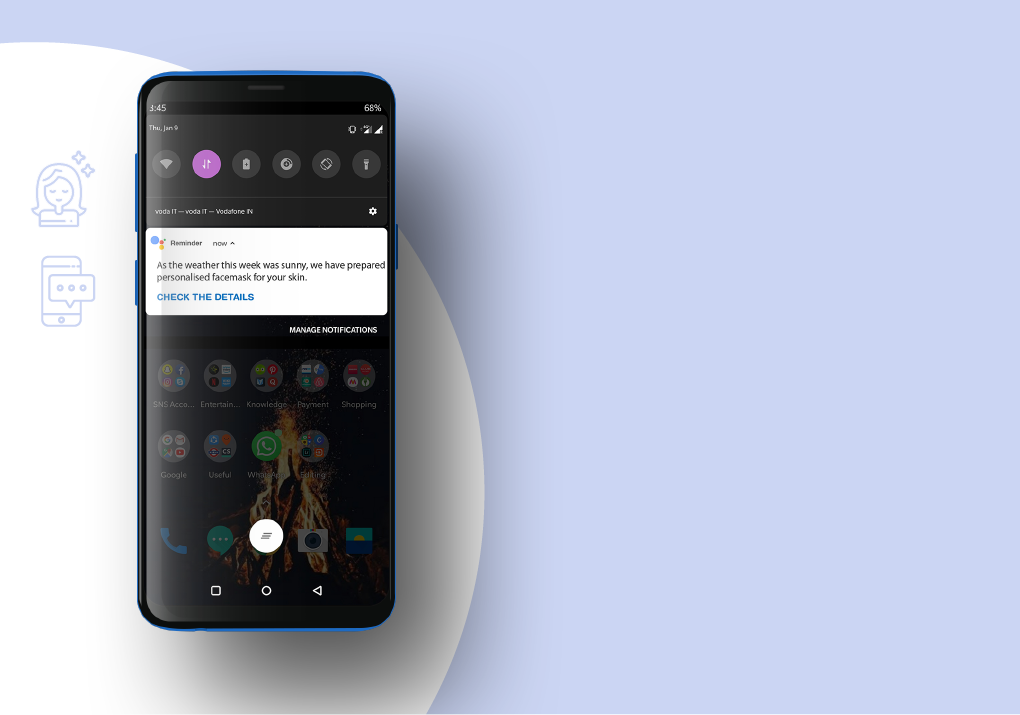 3:45 68%
Thu, Jan 9
voda IT — voda IT — Vodafone IN
Reminder now
As the weather this week was sunny, we have prepared
personalised facemask for your skin.
CHECK THE DETAILS
MANAGE NOTIFICATIONS
SNS Acco... Entertain... Knowledge Payment Shopping
Google Useful WhatsApp Editing